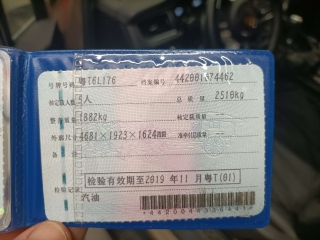 号牌号码 粤T6L176 档案编号 442001374462
核定载人数 5人 总质量 2510kg
整备质量 1882kg 核定载质量
外廓尺寸 4681×1923×1624mm 准牵引总质量
备注
检验记录 检验有效期至2019年11月粤T(01)
汽油